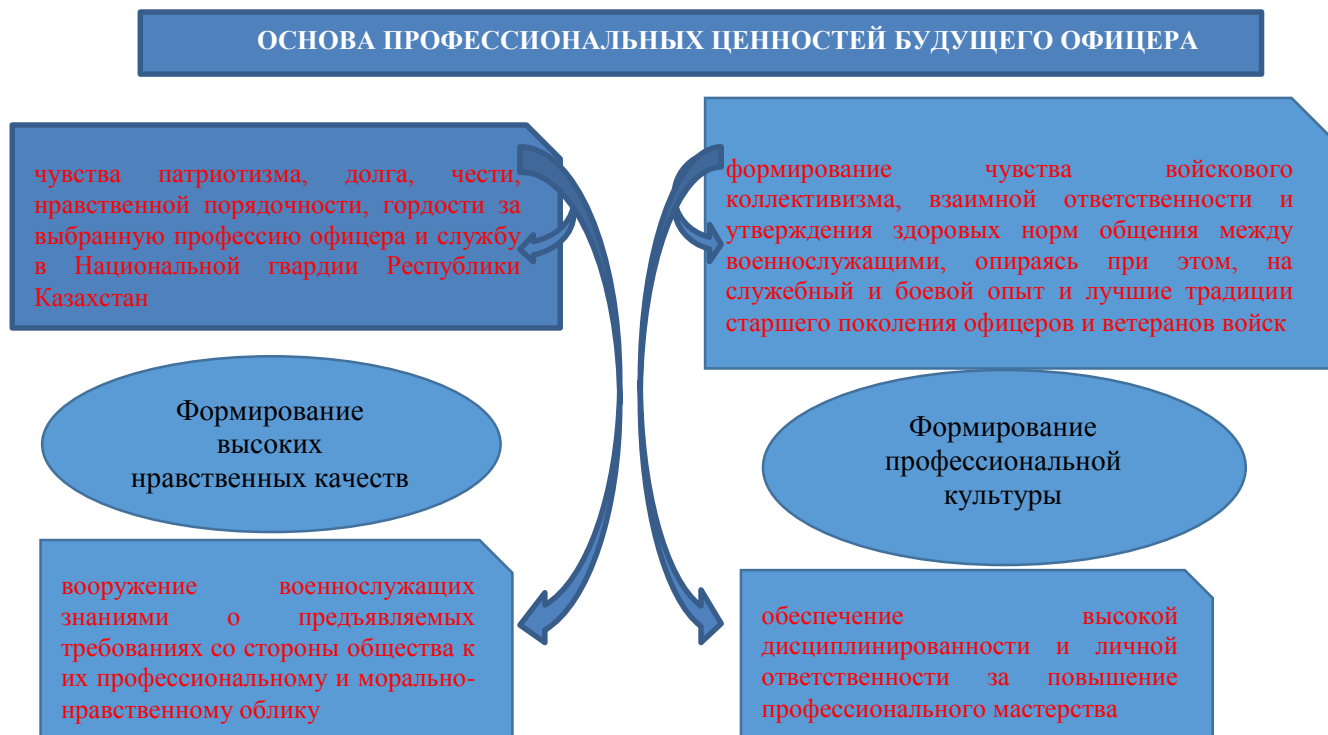 ОСНОВА ПРОФЕССИОНАЛЬНЫХ ЦЕННОСТЕЙ БУДУЩЕГО ОФИЦЕРА
чувства патриотизма, долга, чести,
нравственной порядочности, гордости за
выбранную профессию офицера и службу
в Национальной гвардии Республики
Казахстан
формирование чувства войскового
коллективизма, взаимной ответственности и
утверждения здоровых норм общения между
военнослужащими, опираясь при этом, на
служебный и боевой опыт и лучшие традиции
старшего поколения офицеров и ветеранов войск
Формирование
высоких
нравственных качеств
Формирование
профессиональной
культуры
вооружение военнослужащих
знаниями о предъявляемых
требованиях со стороны общества к
их профессиональному и морально-
нравственному облику
обеспечение высокой
дисциплинированности и личной
ответственности за повышение
профессионального мастерства